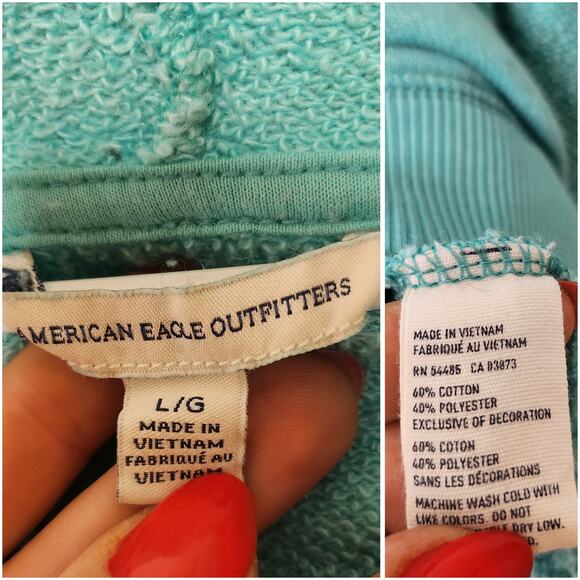 AMERICAN EAGLE OUTFITTERS
L/G
MADE IN
VIETNAM
FABRIQUÉ AU
VIETNAM
MADE IN VIETNAM
FABRIQUÉ AU VIETNAM
RN 54485 CA 03873
60% COTTON
40% POLYESTER
EXCLUSIVE OF DECORATION
60% COTON
40% POLYESTER
SANS LES DÉCORATIONS
MACHINE WASH COLD WITH
LIKE COLORS. DO NOT
DRY LOW.